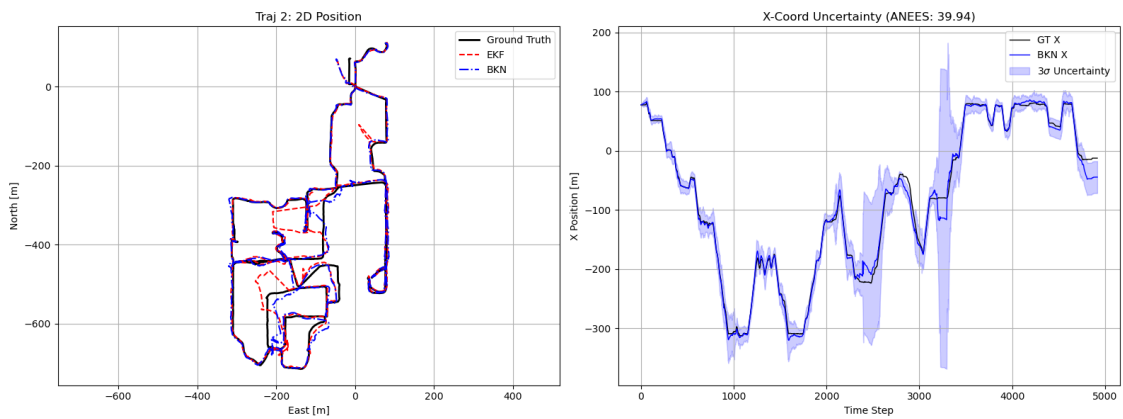 Traj 2: 2D Position
Ground Truth
EKF
BKN
0
−200
−400
−600
North [m]
−600
−400
−200
0
200
400
East [m]
X-Coord Uncertainty (ANEES: 39.94)
GT X
BKN X
3σ Uncertainty
200
100
0
−100
−200
−300
−400
X Position [m]
0
1000
2000
3000
4000
5000
Time Step